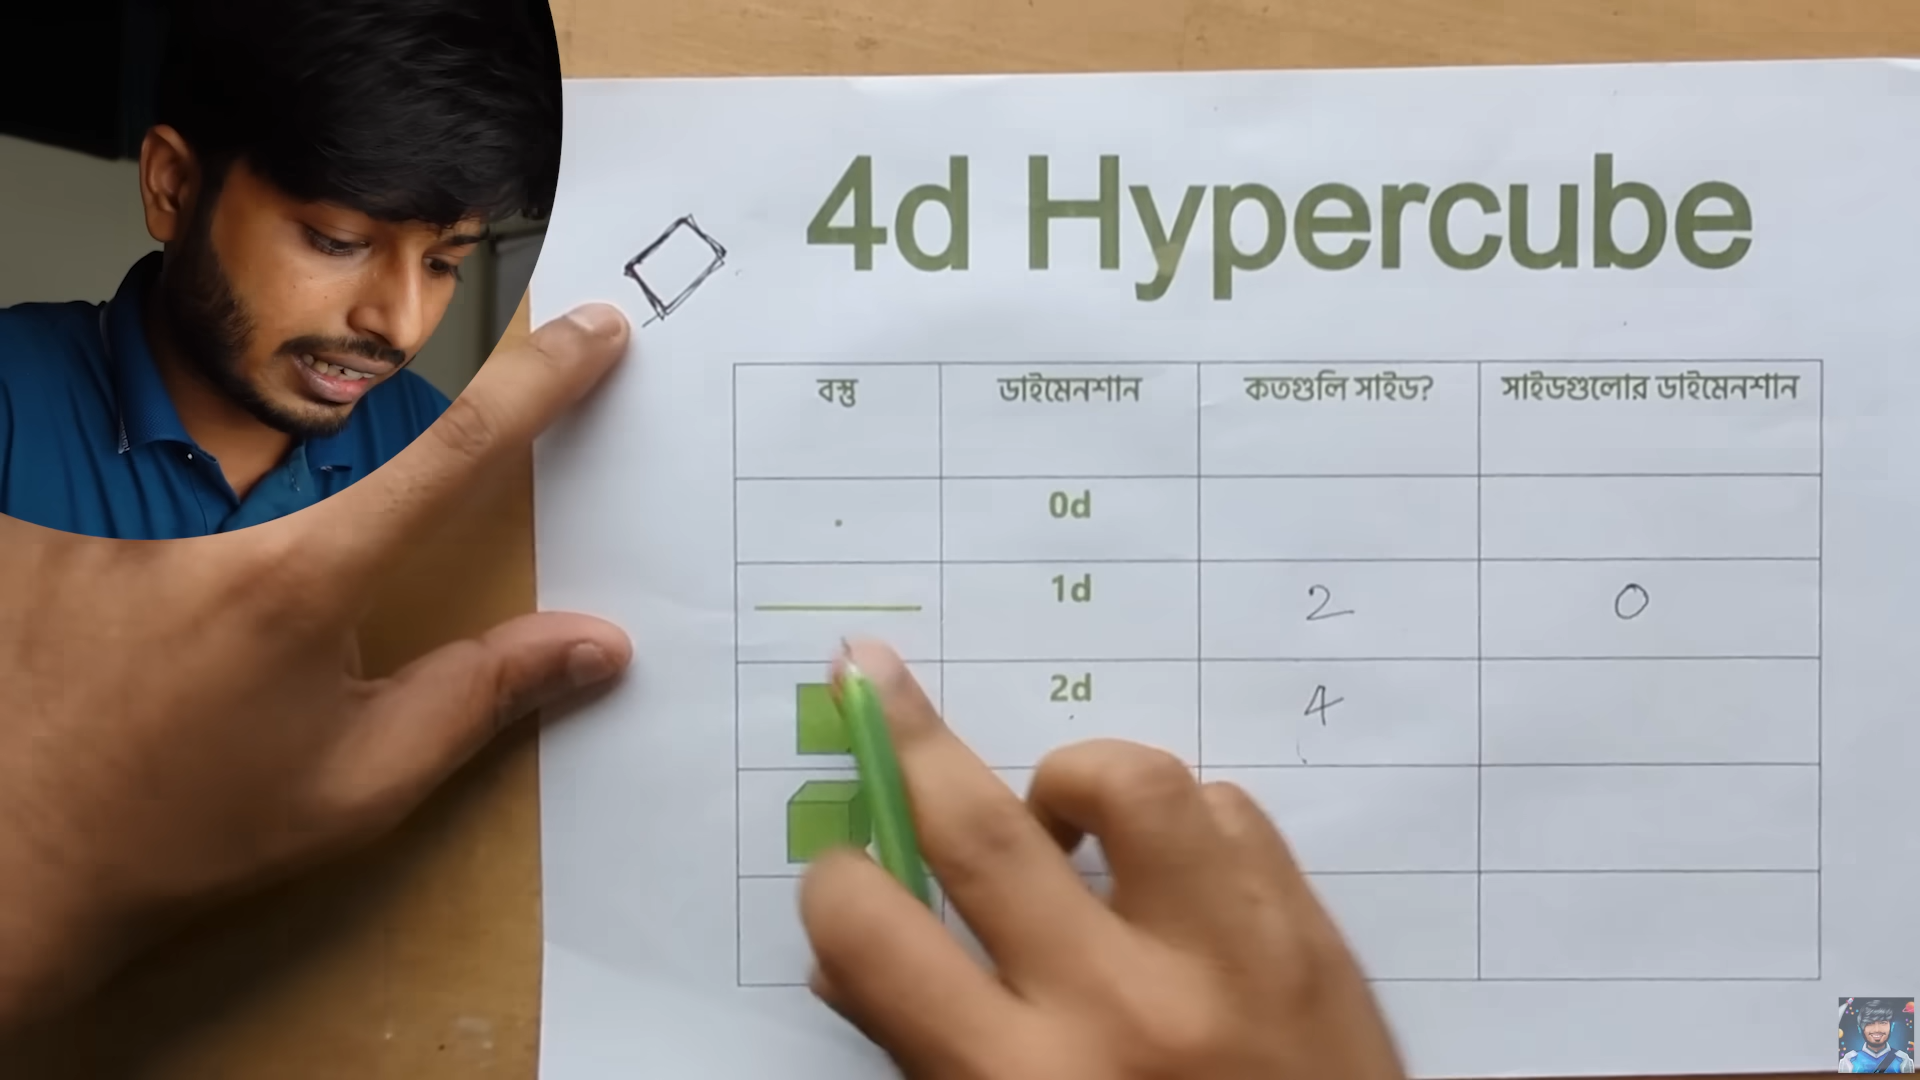 4d Hypercube
বস্তু ডাইমেনশান কতগুলি সাইড? সাইডগুলোর ডাইমেনশান
0d
1d 2 0
2d 4